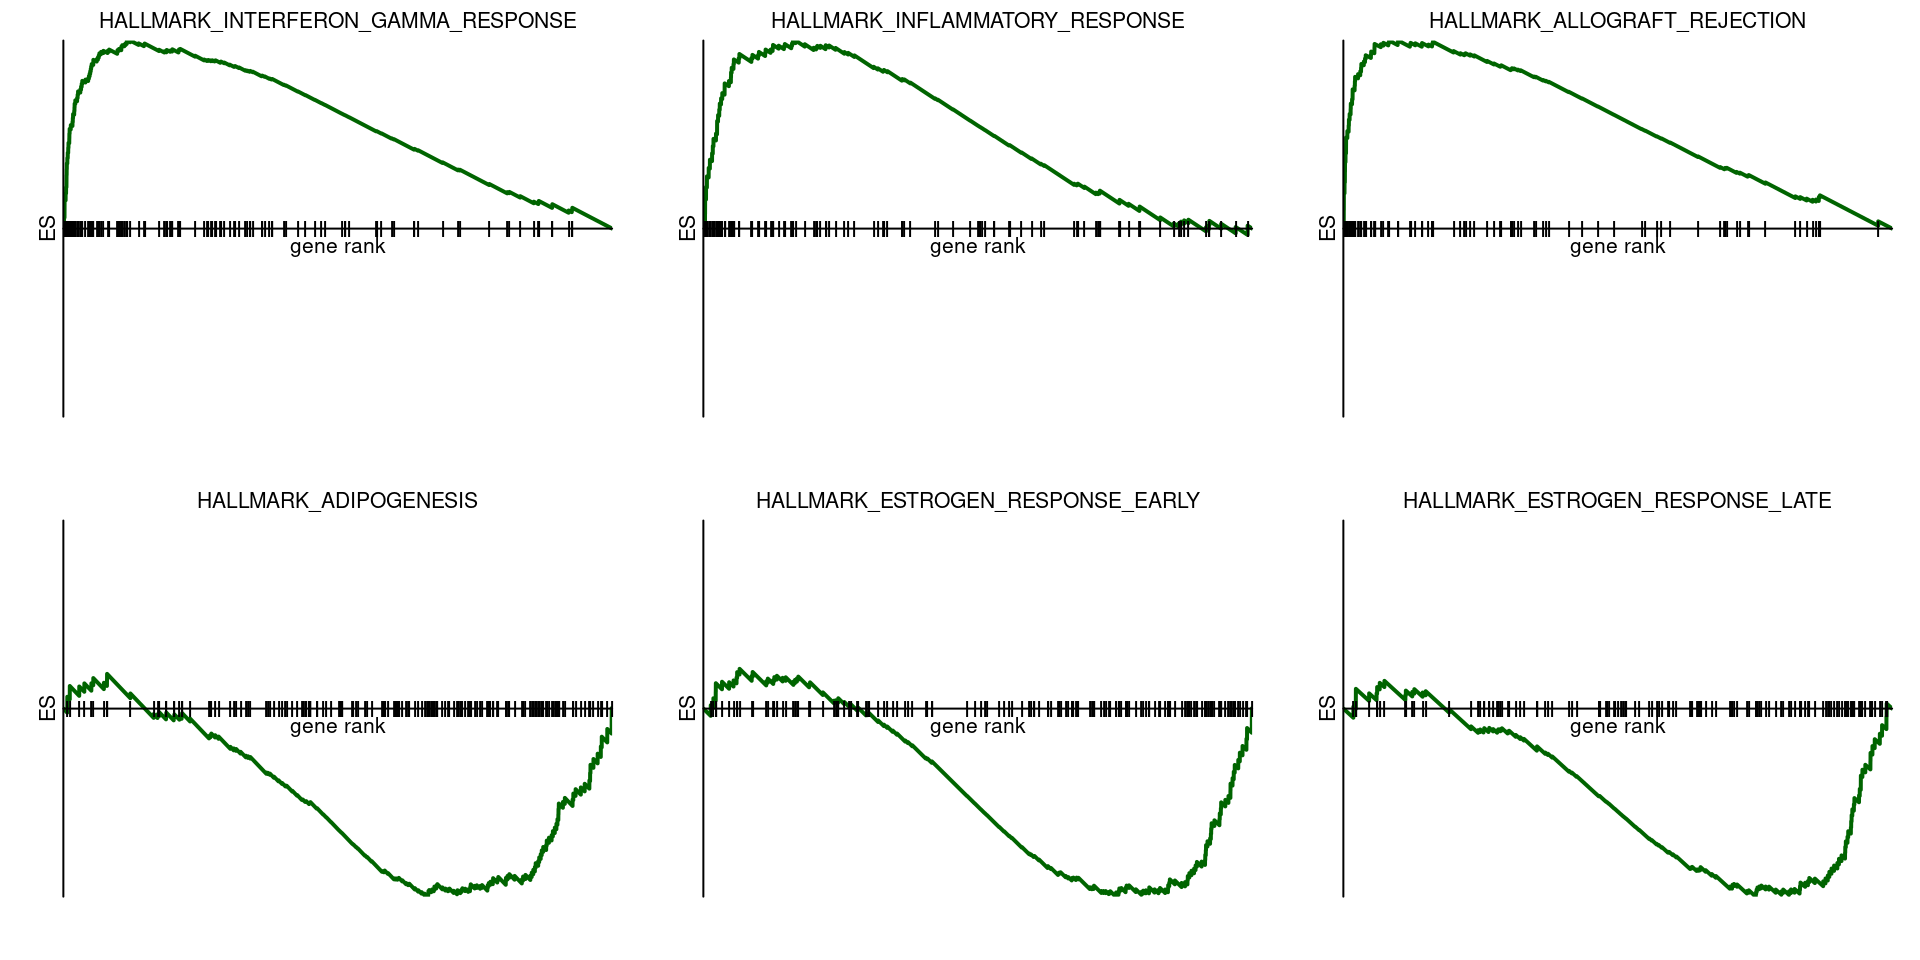 HALLMARK_INTERFERON_GAMMA_RESPONSE
ES
gene rank
HALLMARK_INFLAMMATORY_RESPONSE
ES
gene rank
HALLMARK_ALLOGRAFT_REJECTION
ES
gene rank
HALLMARK_ADIPOGENESIS
ES
gene rank
HALLMARK_ESTROGEN_RESPONSE_EARLY
ES
gene rank
HALLMARK_ESTROGEN_RESPONSE_LATE
ES
gene rank